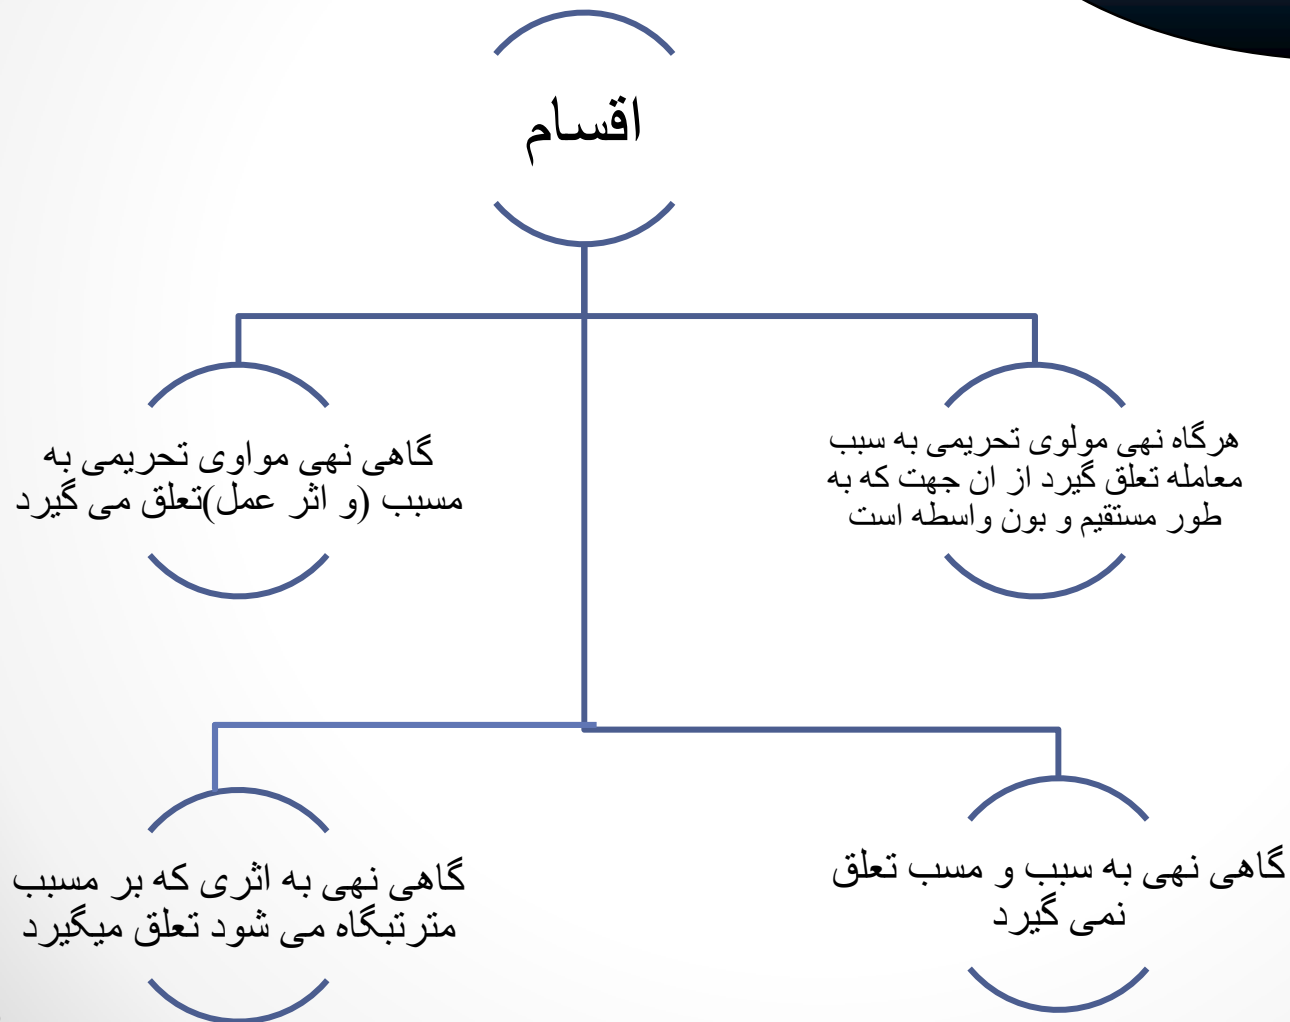 اقسام
هرگاه نهی مولوی تحریمی به سبب
معامله تعلق گیرد از ان جهت که به
طور مستقیم و بون واسطه است
گاهی نهی مواوی تحریمی به
مسبب (و اثر عمل)تعلق می گیرد
گاهی نهی به سبب و مسب تعلق
نمی گیرد
گاهی نهی به اثری که بر مسبب
مترتبگاه می شود تعلق میگیرد